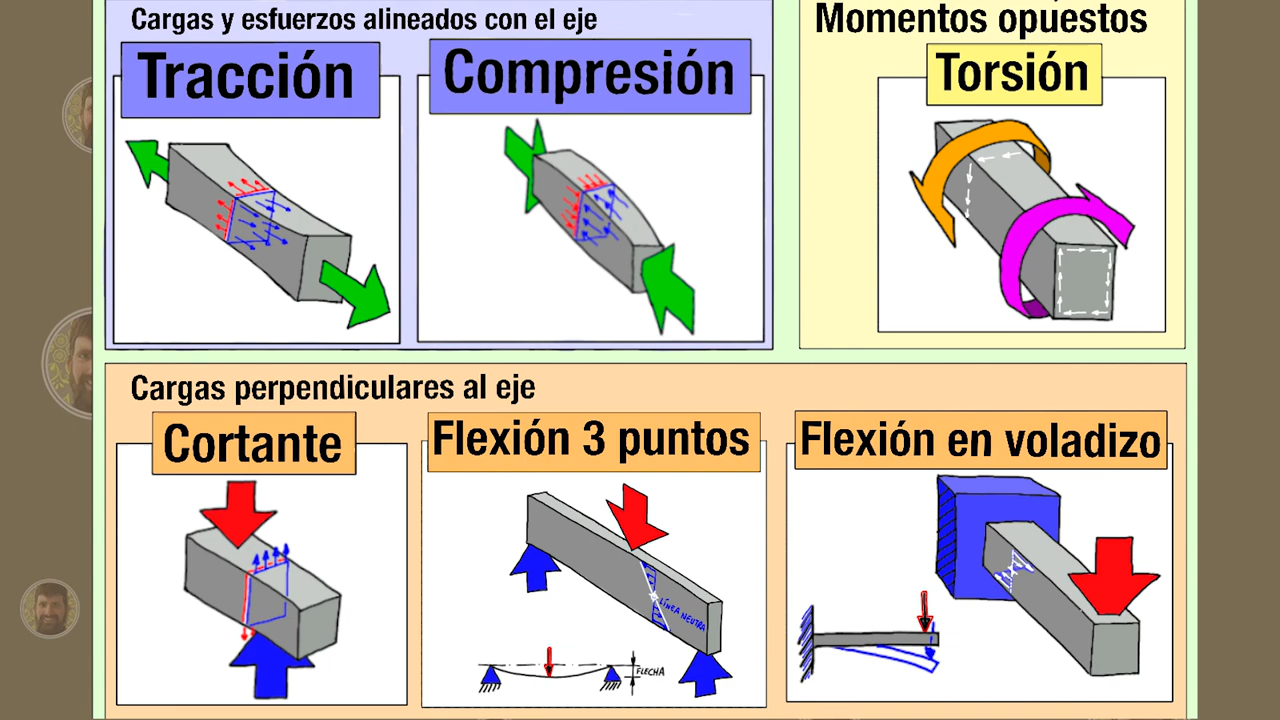 Cargas y esfuerzos alineados con el eje
Tracción
Compresión
Momentos opuestos
Torsión
Cargas perpendiculares al eje
Cortante
Flexión 3 puntos
LÍNEA NEUTRA
FLECHA
Flexión en voladizo